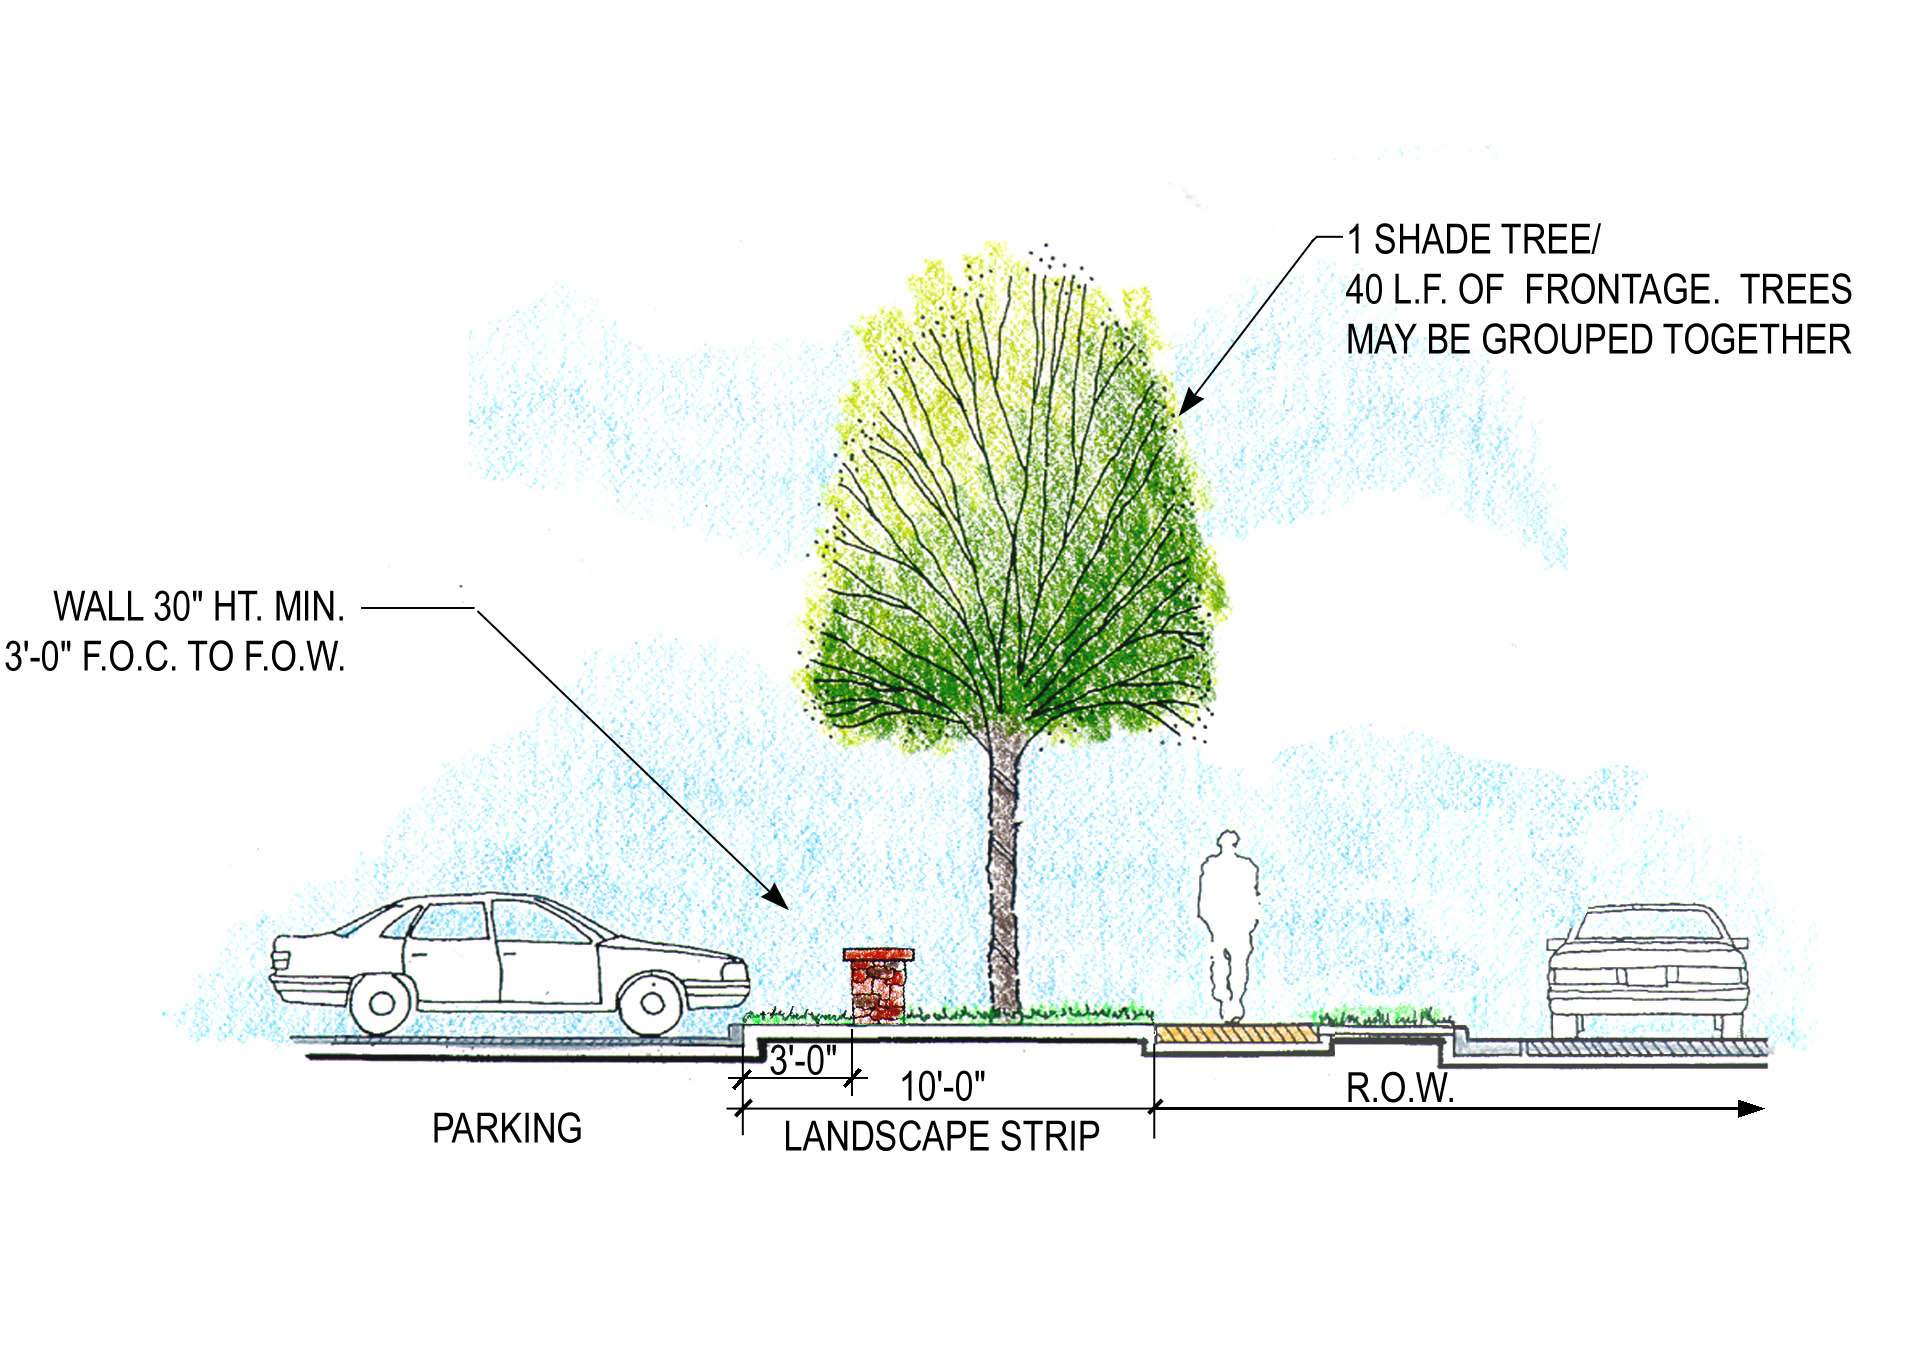 1 SHADE TREE/
40 L.F. OF FRONTAGE. TREES
MAY BE GROUPED TOGETHER
WALL 30" HT. MIN.
3'-0" F.O.C. TO F.O.W.
3'-0"
10'-0"
R.O.W.
PARKING
LANDSCAPE STRIP